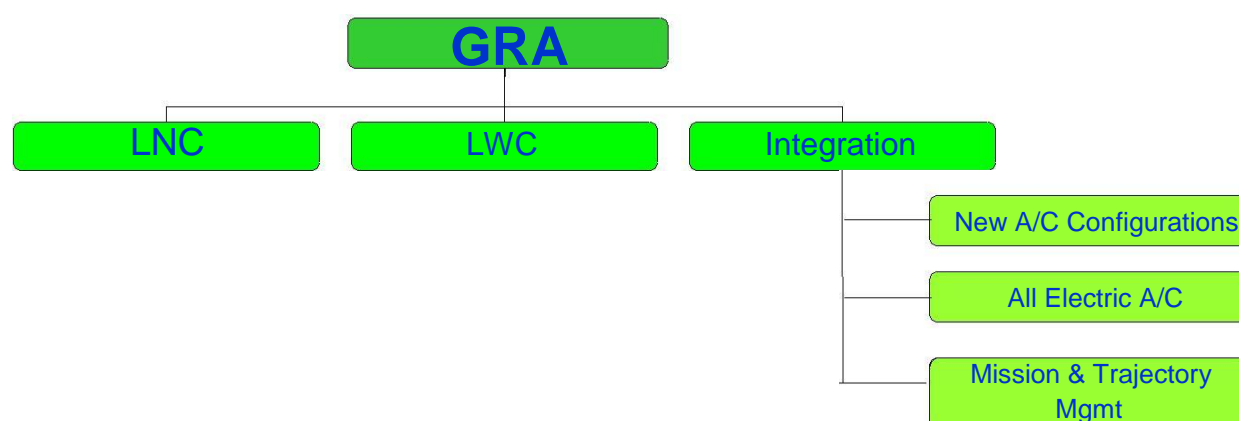 GRA
LNC
LWC
Integration
New A/C Configurations
All Electric A/C
Mission & Trajectory
Mgmt